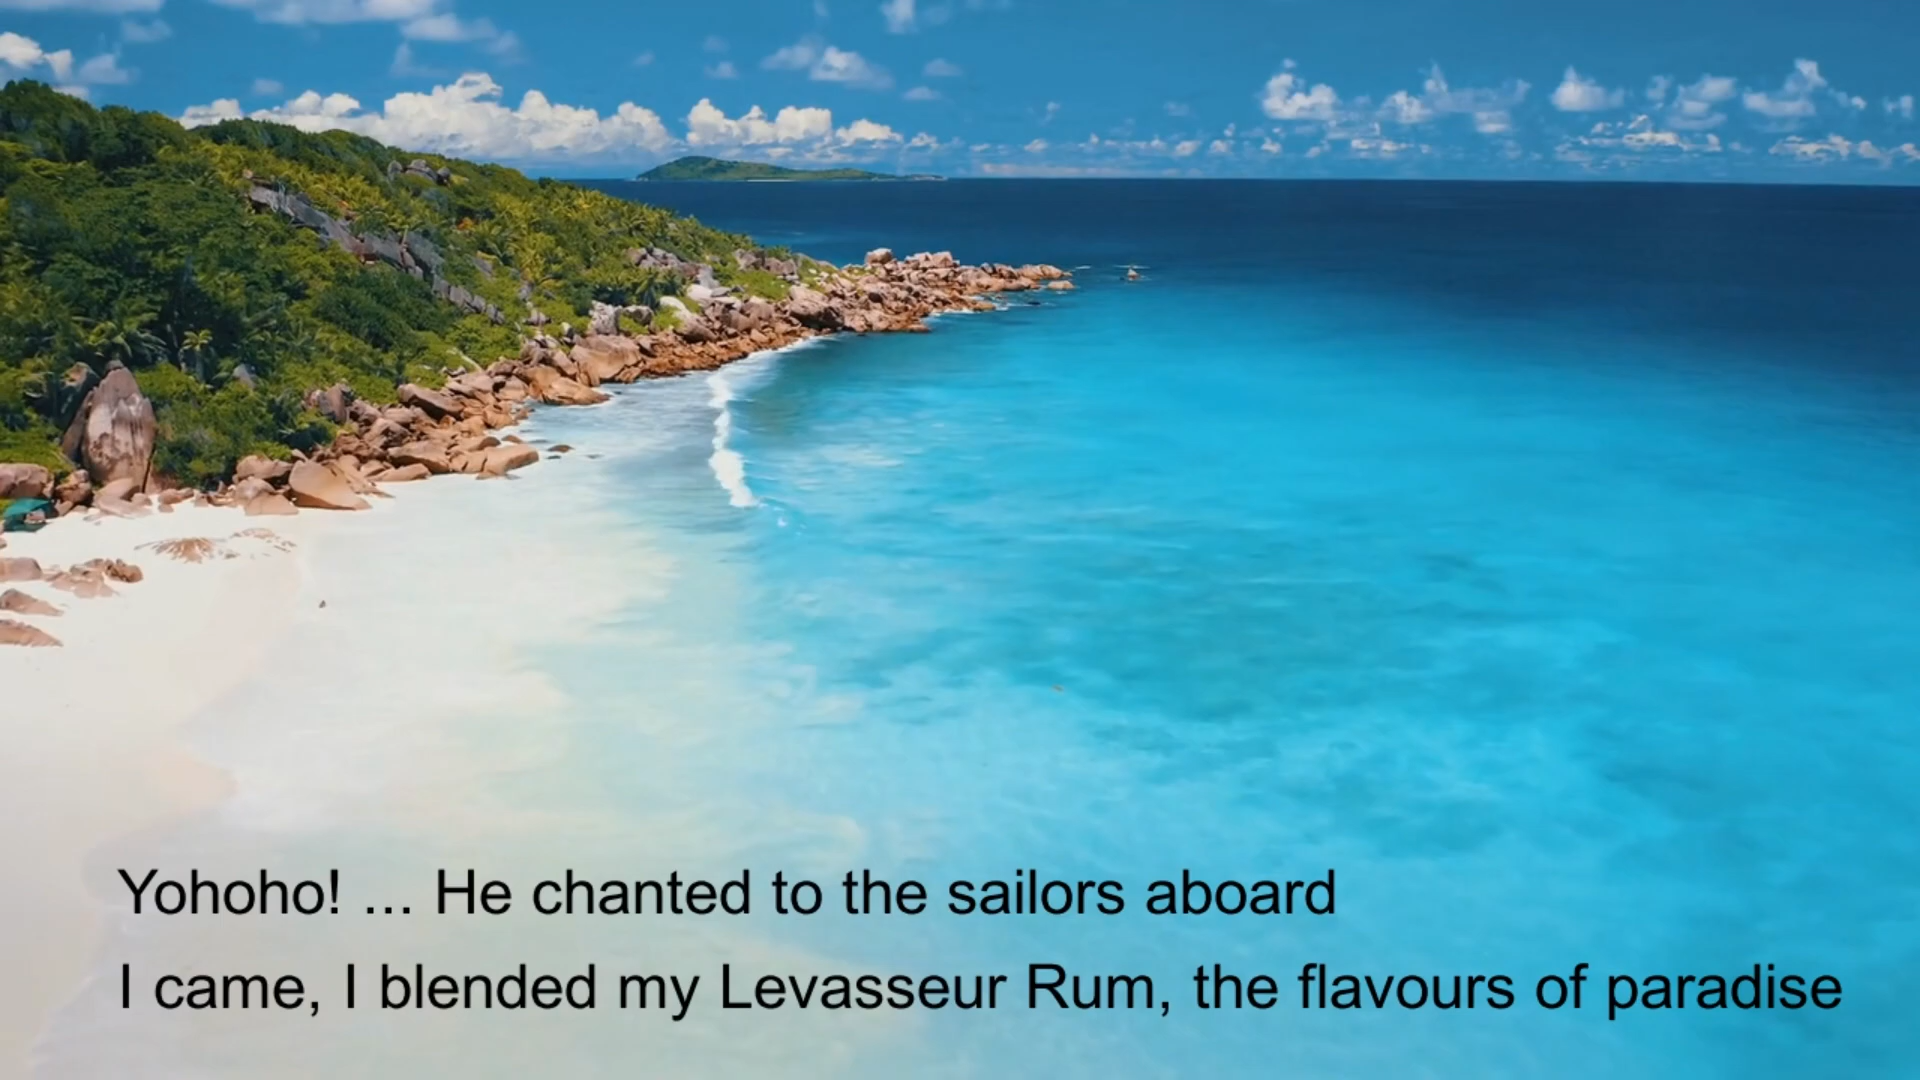 Yohoho! ... He chanted to the sailors aboard
I came, I blended my Levasseur Rum, the flavours of paradise